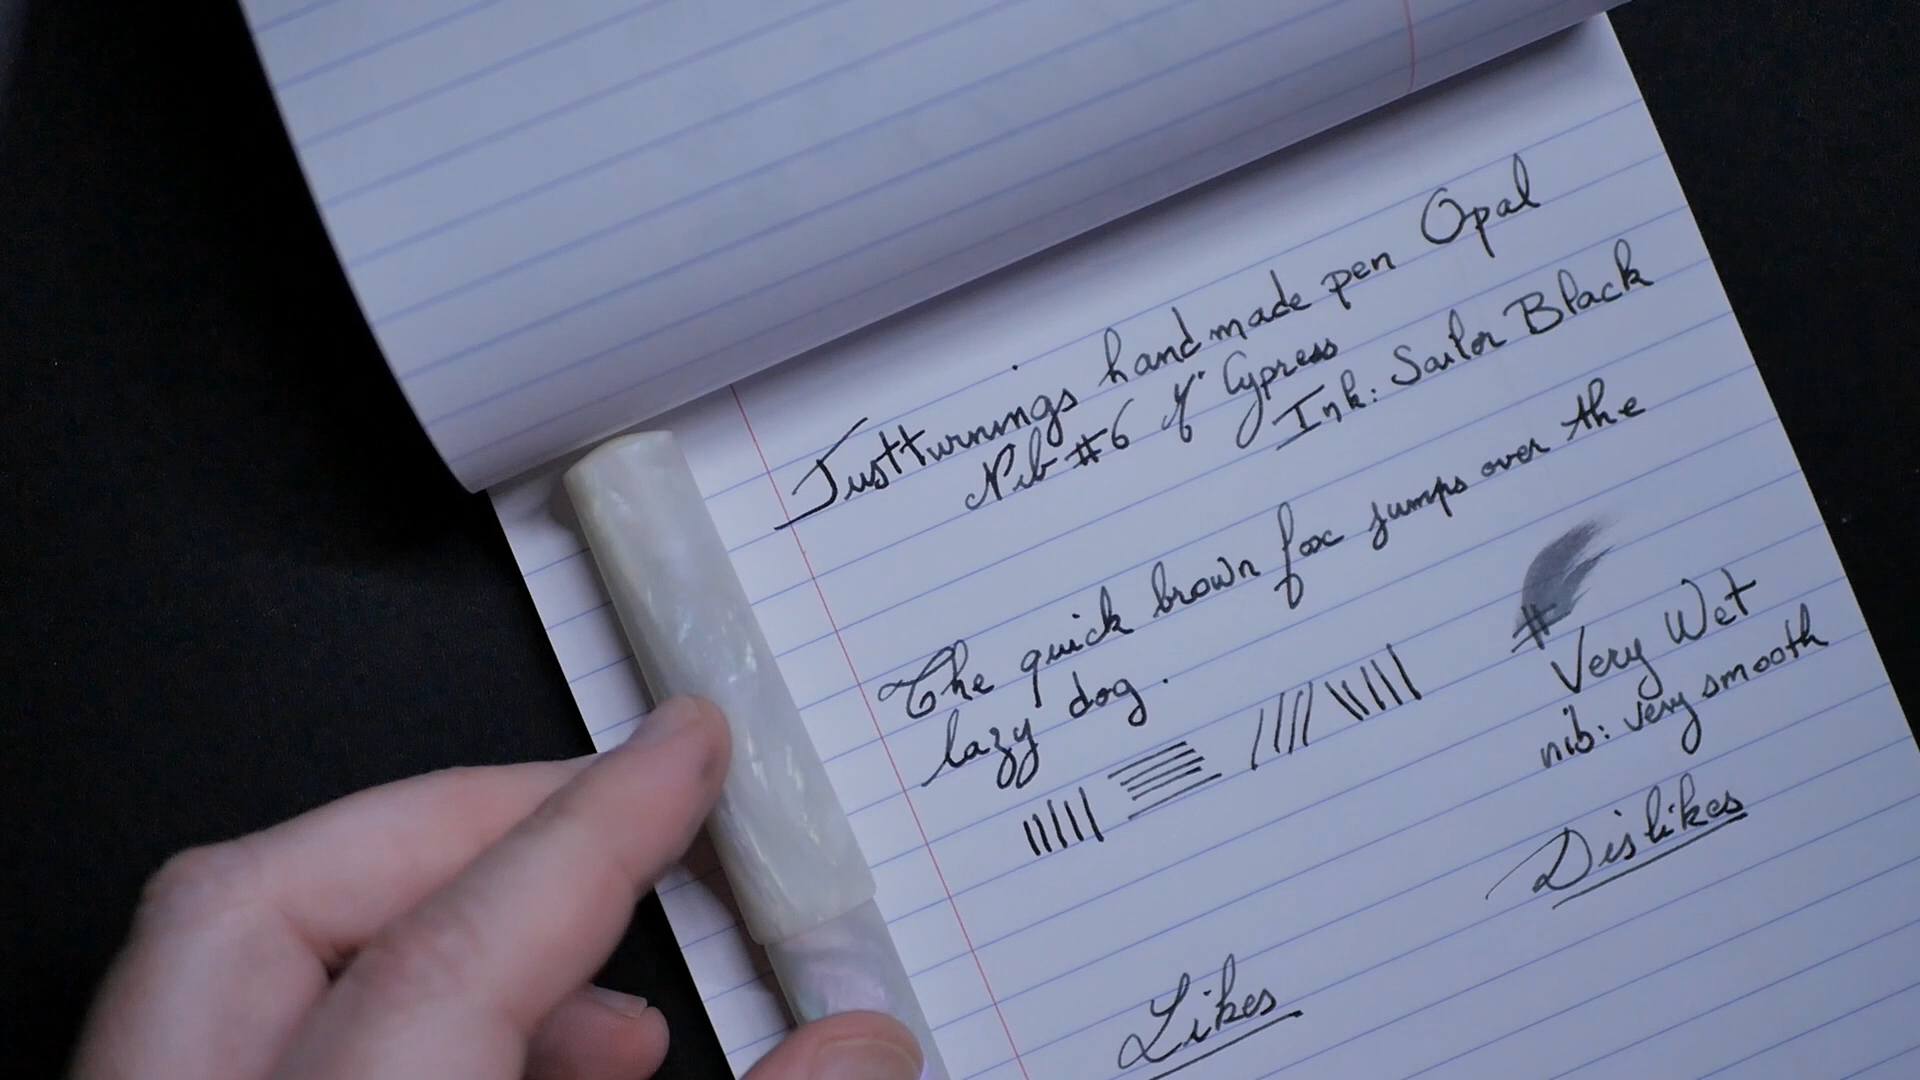 Justturnings handmade pen Opal
Nib #6 "f" Cypress
Ink: Sailor Black
The quick brown fox jumps over the
lazy dog.
Very Wet
nib: very smooth
Dislikes
Likes